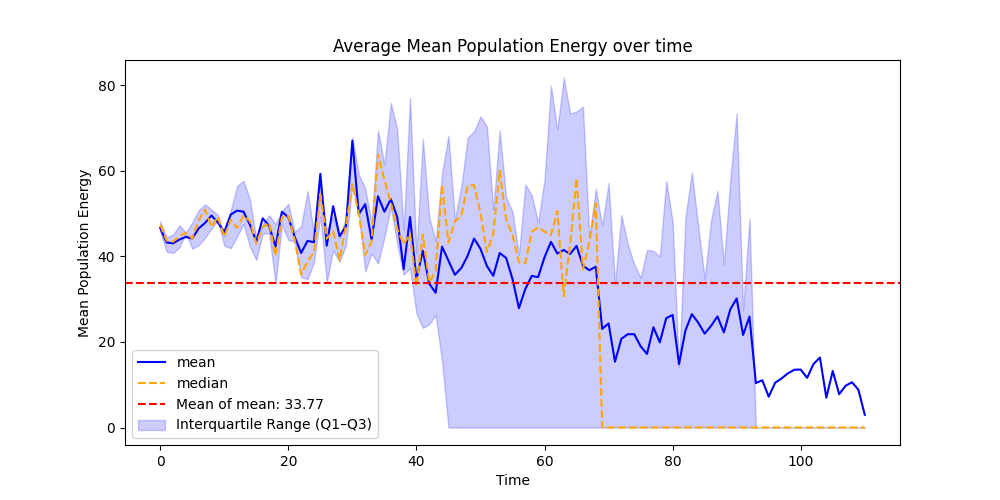 Average Mean Population Energy over time
Mean Population Energy
80
60
40
20
0
mean
median
Mean of mean: 33.77
Interquartile Range (Q1–Q3)
0
20
40
60
80
100
Time